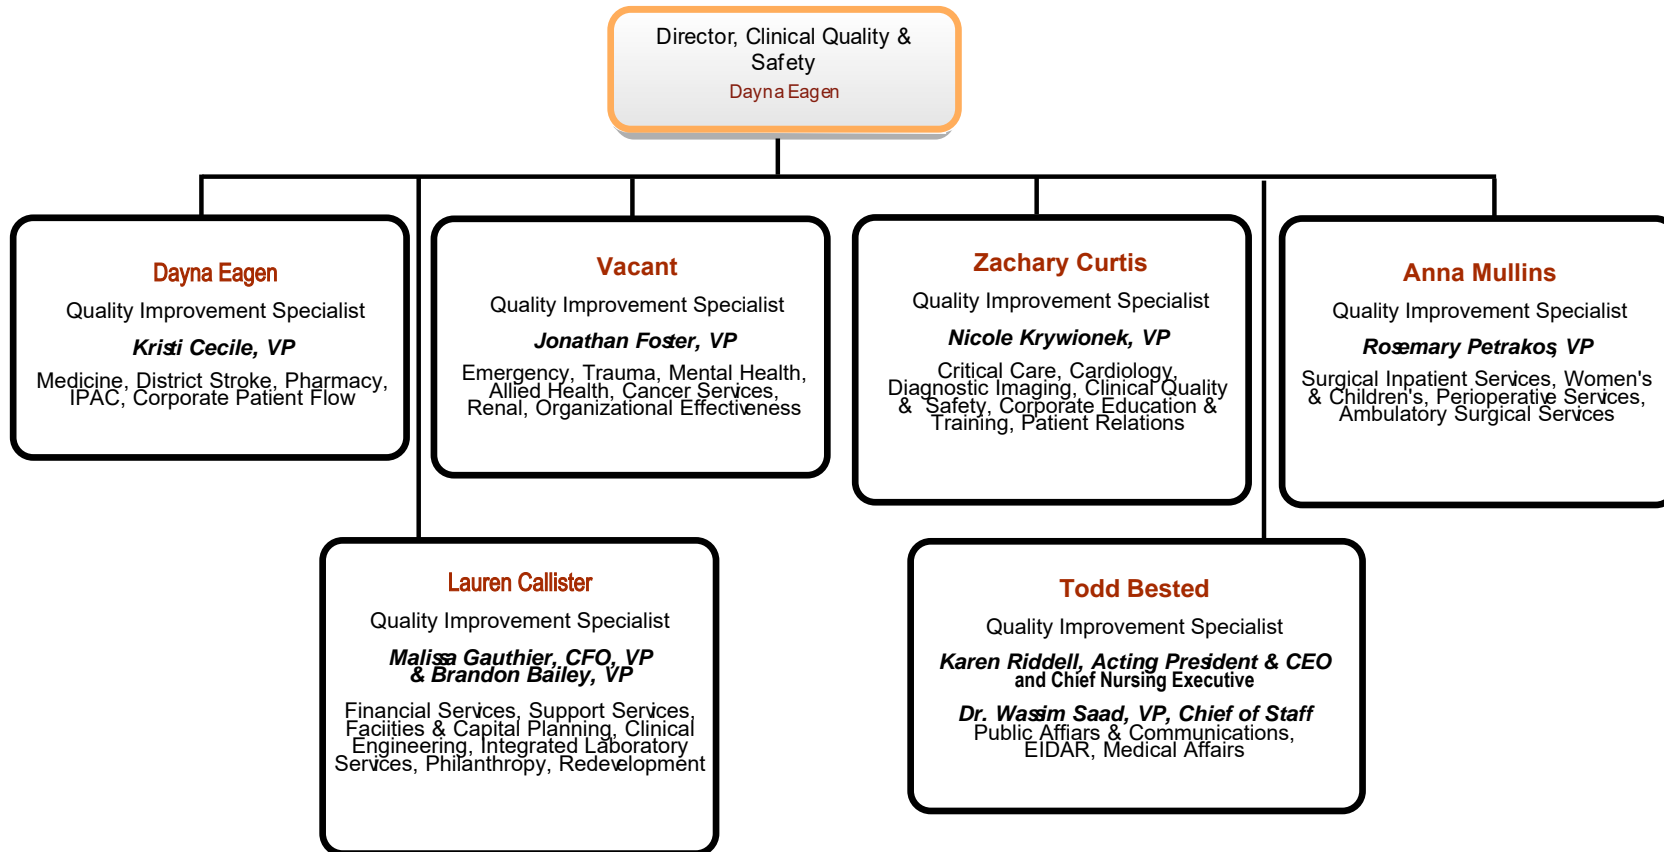 Director, Clinical Quality &
Safety
Dayna Eagen
Dayna Eagen
Quality Improvement Specialist
Kristi Cecile, VP
Medicine, District Stroke, Pharmacy,
IPAC, Corporate Patient Flow
Vacant
Quality Improvement Specialist
Jonathan Foster, VP
Emergency, Trauma, Mental Health,
Allied Health, Cancer Services,
Renal, Organizational Effectiveness
Zachary Curtis
Quality Improvement Specialist
Nicole Krywionek, VP
Critical Care, Cardiology,
Diagnostic Imaging, Clinical Quality
& Safety, Corporate Education &
Training, Patient Relations
Anna Mullins
Quality Improvement Specialist
Rosemary Petrakos, VP
Surgical Inpatient Services, Women's
& Children's, Perioperative Services,
Ambulatory Surgical Services
Lauren Callister
Quality Improvement Specialist
Malissa Gauthier, CFO, VP
& Brandon Bailey, VP
Financial Services, Support Services,
Faciities & Capital Planning, Clinical
Engineering, Integrated Laboratory
Services, Philanthropy, Redevelopment
Todd Bested
Quality Improvement Specialist
Karen Riddell, Acting President & CEO
and Chief Nursing Executive
Dr. Wassim Saad, VP, Chief of Staff
Public Affiars & Communications,
EIDAR, Medical Affairs